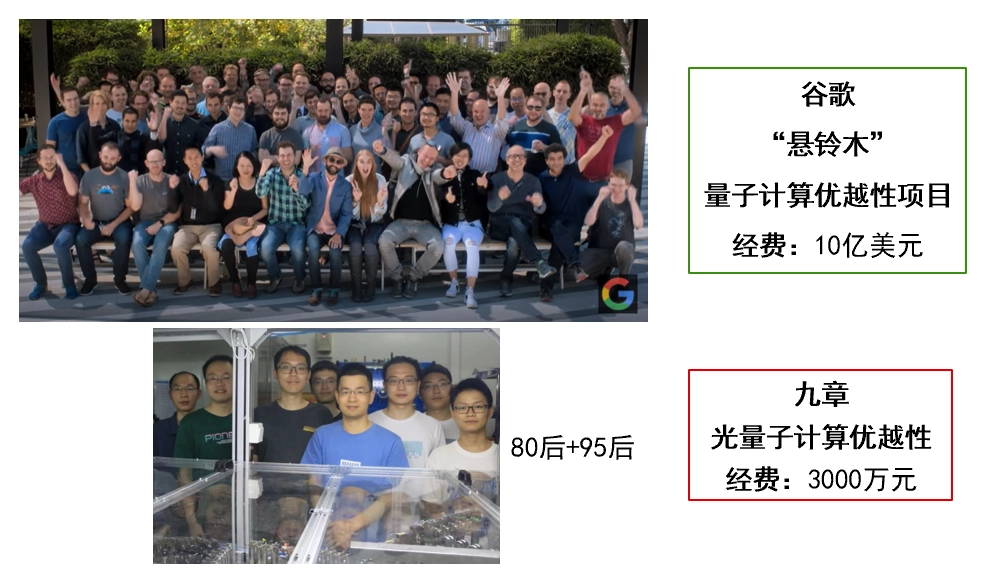 谷歌
“悬铃木”
量子计算优越性项目
经费：10亿美元
80后+95后
九章
光量子计算优越性
经费：3000万元